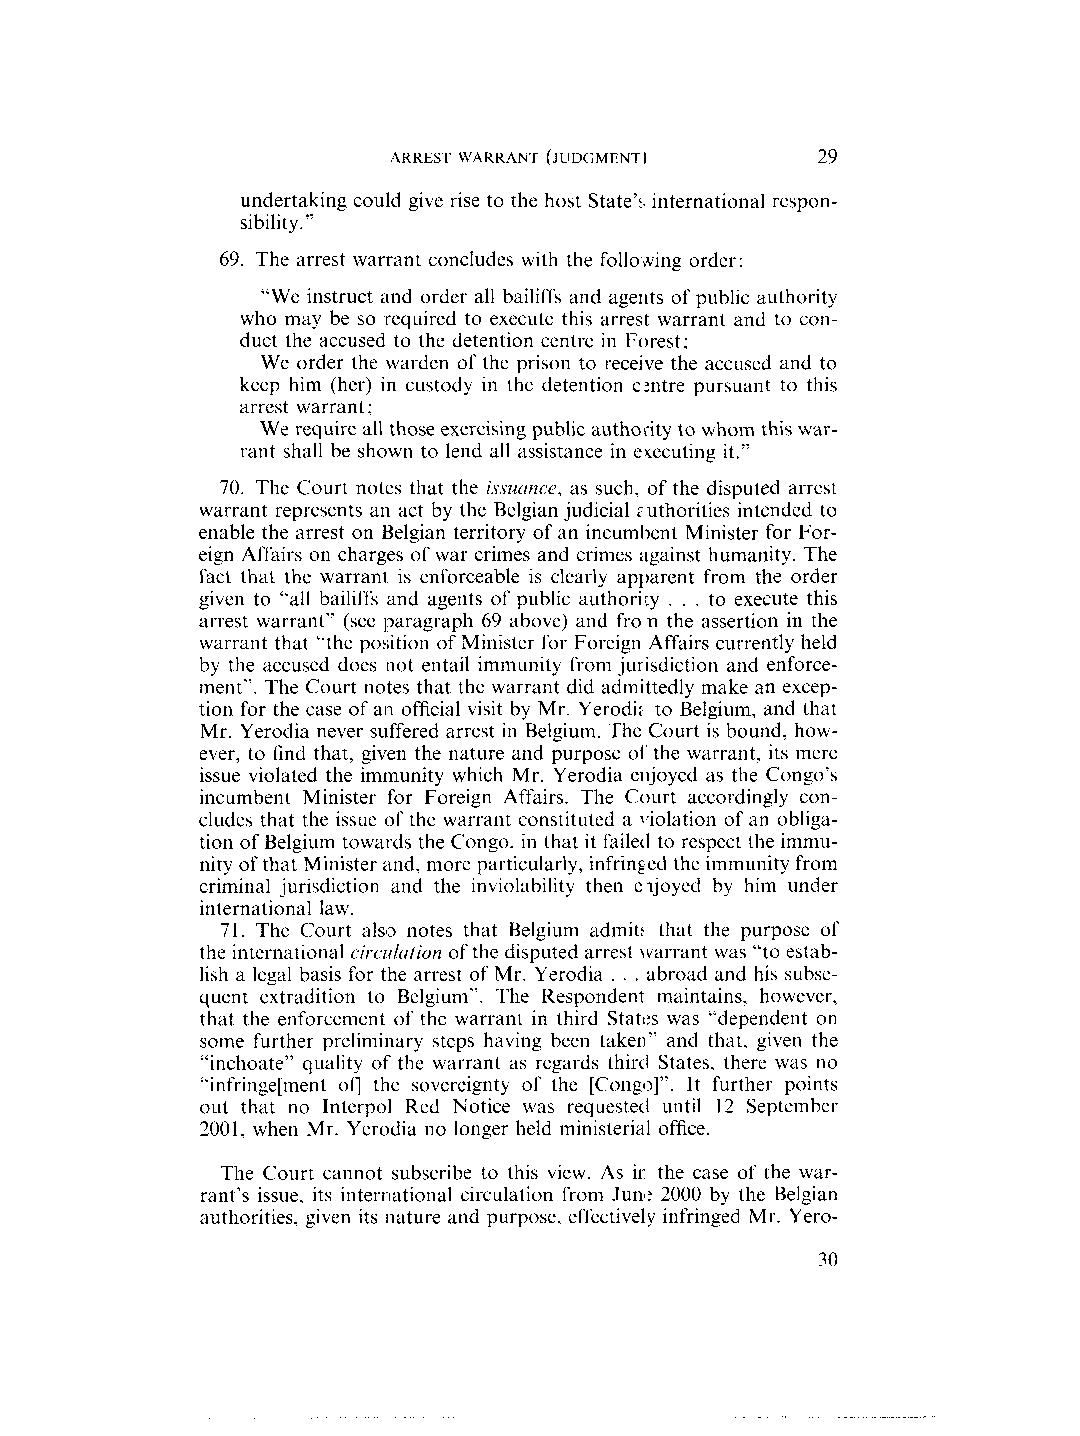 ARREST WARRANT (JUDGMENT) 29
undertaking could give rise to the host State's international respon-
sibility."
69. The arrest warrant concludes with the following order:
"We instruct and order all bailiffs and agents of public authority
who may be so required to execute this arrest warrant and to con-
duct the accused to the detention centre in Forest;
We order the warden of the prison to receive the accused and to
keep him (her) in custody in the detention centre pursuant to this
arrest warrant;
We require all those exercising public authority to whom this war-
rant shall be shown to lend all assistance in executing it."
70. The Court notes that the issuance, as such, of the disputed arrest
warrant represents an act by the Belgian judicial authorities intended to
enable the arrest on Belgian territory of an incumbent Minister for For-
eign Affairs on charges of war crimes and crimes against humanity. The
fact that the warrant is enforceable is clearly apparent from the order
given to "all bailiffs and agents of public authority . . . to execute this
arrest warrant" (see paragraph 69 above) and from the assertion in the
warrant that "the position of Minister for Foreign Affairs currently held
by the accused does not entail immunity from jurisdiction and enforce-
ment". The Court notes that the warrant did admittedly make an excep-
tion for the case of an official visit by Mr. Yerodia to Belgium, and that
Mr. Yerodia never suffered arrest in Belgium. The Court is bound, how-
ever, to find that, given the nature and purpose of the warrant, its mere
issue violated the immunity which Mr. Yerodia enjoyed as the Congo's
incumbent Minister for Foreign Affairs. The Court accordingly con-
cludes that the issue of the warrant constituted a violation of an obliga-
tion of Belgium towards the Congo, in that it failed to respect the immu-
nity of that Minister and, more particularly, infringed the immunity from
criminal jurisdiction and the inviolability then enjoyed by him under
international law.
71. The Court also notes that Belgium admits that the purpose of
the international circulation of the disputed arrest warrant was "to estab-
lish a legal basis for the arrest of Mr. Yerodia . . . abroad and his subse-
quent extradition to Belgium". The Respondent maintains, however,
that the enforcement of the warrant in third States was "dependent on
some further preliminary steps having been taken" and that, given the
"inchoate" quality of the warrant as regards third States, there was no
"infringe[ment of] the sovereignty of the [Congo]". It further points
out that no Interpol Red Notice was requested until 12 September
2001, when Mr. Yerodia no longer held ministerial office.
The Court cannot subscribe to this view. As in the case of the war-
rant's issue, its international circulation from June 2000 by the Belgian
authorities, given its nature and purpose, effectively infringed Mr. Yero-
30